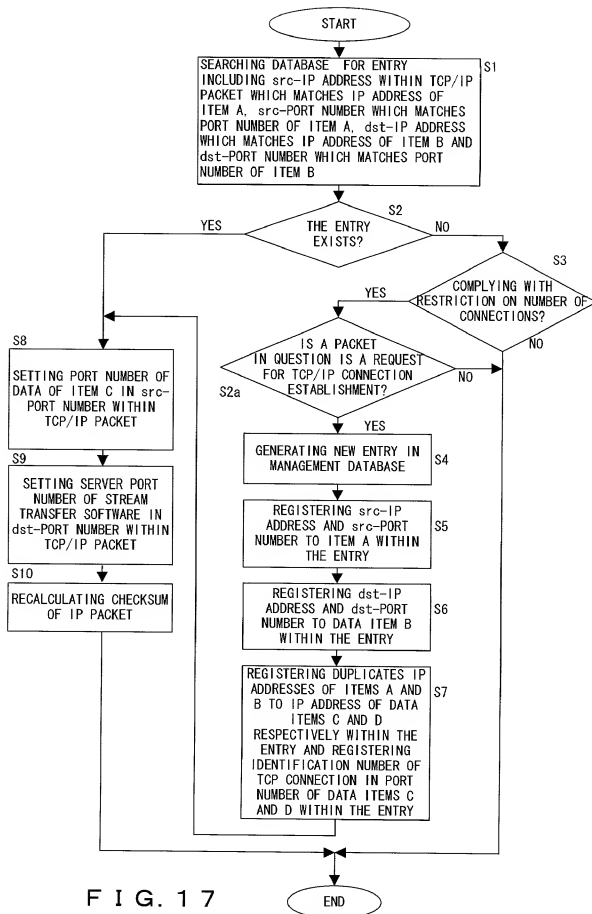 START
SEARCHING DATABASE FOR ENTRY
INCLUDING src-IP ADDRESS WITHIN TCP/IP
PACKET WHICH MATCHES IP ADDRESS OF
ITEM A, src-PORT NUMBER WHICH MATCHES
PORT NUMBER OF ITEM A, dst-IP ADDRESS
WHICH MATCHES IP ADDRESS OF ITEM B AND
dst-PORT NUMBER WHICH MATCHES PORT
NUMBER OF ITEM B
S1
S2
YES
THE ENTRY
EXISTS?
NO
S3
COMPLYING WITH
RESTRICTION ON NUMBER OF
CONNECTIONS?
YES
NO
IS A PACKET
IN QUESTION IS A REQUEST
FOR TCP/IP CONNECTION
ESTABLISHMENT?
NO
S2a
YES
S8
SETTING PORT NUMBER OF
DATA OF ITEM C IN src-
PORT NUMBER WITHIN
TCP/IP PACKET
S9
SETTING SERVER PORT
NUMBER OF STREAM
TRANSFER SOFTWARE IN
dst-PORT NUMBER WITHIN
TCP/IP PACKET
S10
RECALCULATING CHECKSUM
OF IP PACKET
GENERATING NEW ENTRY IN
MANAGEMENT DATABASE
S4
REGISTERING src-IP
ADDRESS AND src-PORT
NUMBER TO ITEM A WITHIN
THE ENTRY
S5
REGISTERING dst-IP
ADDRESS AND dst-PORT
NUMBER TO DATA ITEM B
WITHIN THE ENTRY
S6
REGISTERING DUPLICATES IP
ADDRESSES OF ITEMS A AND
B TO IP ADDRESS OF DATA
ITEMS C AND D
RESPECTIVELY WITHIN THE
ENTRY AND REGISTERING
IDENTIFICATION NUMBER OF
TCP CONNECTION IN PORT
NUMBER OF DATA ITEMS C
AND D WITHIN THE ENTRY
S7
END
FIG. 17